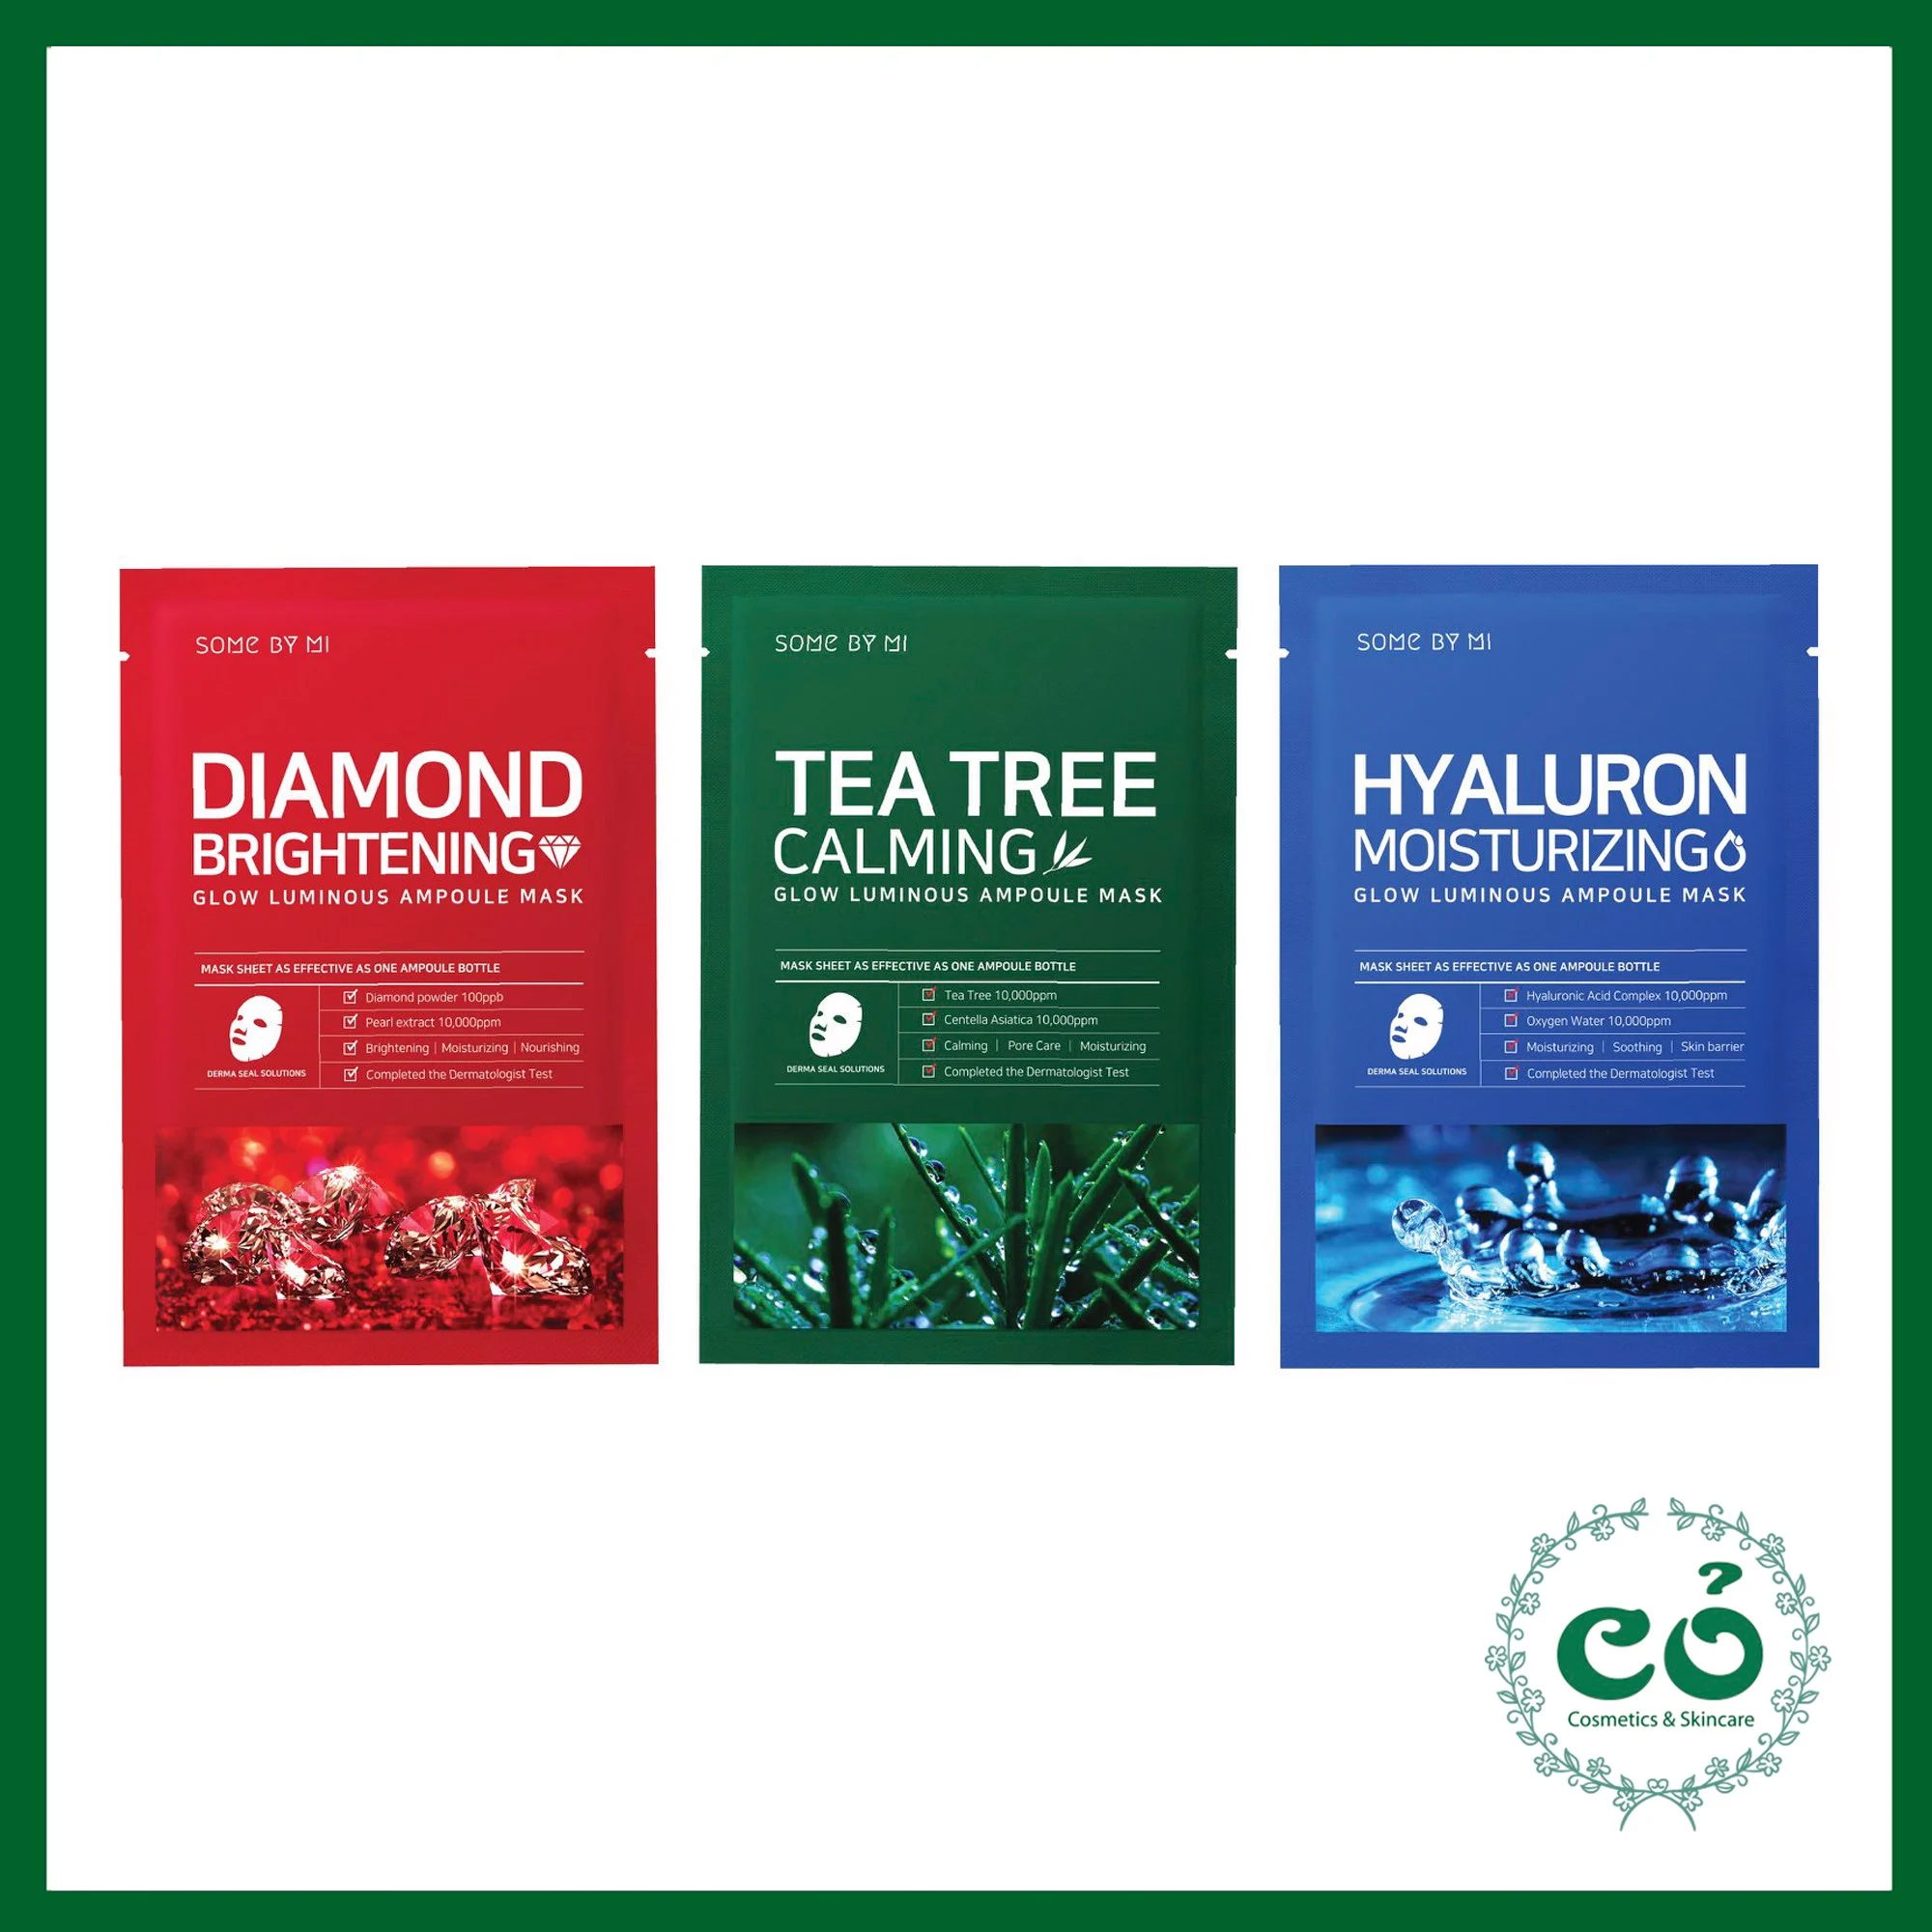 SOME BY MI
DIAMOND
BRIGHTENING
GLOW LUMINOUS AMPOULE MASK
MASK SHEET AS EFFECTIVE AS ONE AMPOULE BOTTLE
DERMA SEAL SOLUTIONS
Diamond powder 100ppb
Pearl extract 10,000ppm
Brightening | Moisturizing | Nourishing
Completed the Dermatologist Test
SOME BY MI
TEA TREE
CALMING
GLOW LUMINOUS AMPOULE MASK
MASK SHEET AS EFFECTIVE AS ONE AMPOULE BOTTLE
DERMA SEAL SOLUTIONS
Tea Tree 10,000ppm
Centella Asiatica 10,000ppm
Calming | Pore Care | Moisturizing
Completed the Dermatologist Test
SOME BY MI
HYALURON
MOISTURIZING
GLOW LUMINOUS AMPOULE MASK
MASK SHEET AS EFFECTIVE AS ONE AMPOULE BOTTLE
DERMA SEAL SOLUTIONS
Hyaluronic Acid Complex 10,000ppm
Oxygen Water 10,000ppm
Moisturizing | Soothing | Skin barrier
Completed the Dermatologist Test
cỏ
Cosmetics & Skincare